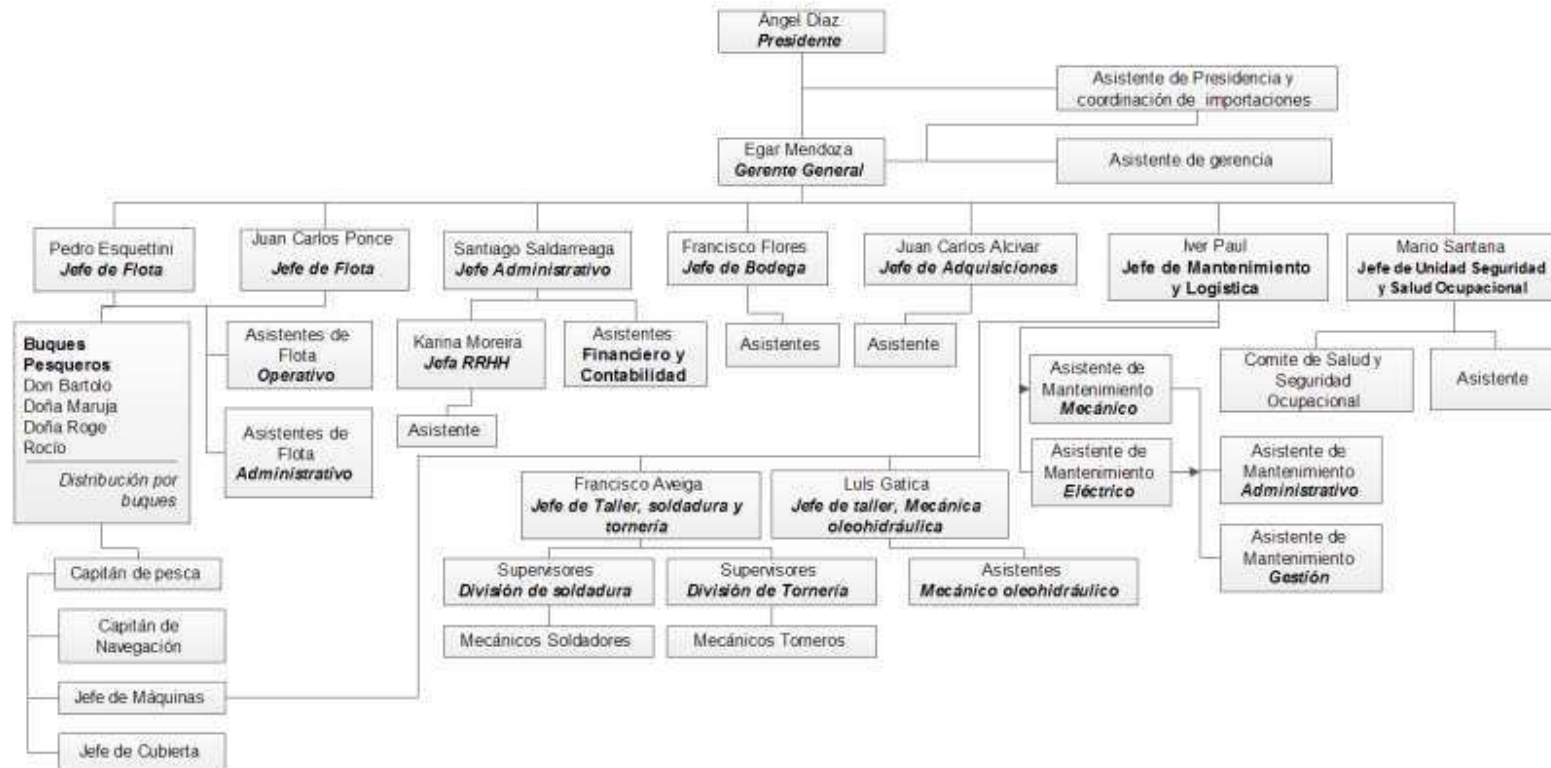 Angel Diaz
Presidente
Asistente de Presidencia y
coordinación de importaciones
Egar Mendoza
Gerente General
Asistente de gerencia
Pedro Esquettini
Jefe de Flota
Juan Carlos Ponce
Jefe de Flota
Santiago Saldarreaga
Jefe Administrativo
Francisco Flores
Jefe de Bodega
Juan Carlos Alcivar
Jefe de Adquisiciones
Iver Paul
Jefe de Mantenimiento
y Logistica
Mario Santana
Jefe de Unidad Seguridad
y Salud Ocupacional
Buques
Pesqueros
Don Bartolo
Doña Maruja
Doña Roge
Rocío
Distribución por
buques
Asistentes de
Flota
Operativo
Asistentes de
Flota
Administrativo
Karina Moreira
Jefa RRHH
Asistente
Asistentes
Financiero y
Contabilidad
Asistentes
Asistente
Asistente de
Mantenimiento
Mecánico
Asistente de
Mantenimiento
Eléctrico
Comite de Salud y
Seguridad
Ocupacional
Asistente
Asistente de
Mantenimiento
Administrativo
Asistente de
Mantenimiento
Gestión
Francisco Aveiga
Jefe de Taller, soldadura y
tornería
Luís Gatica
Jefe de taller, Mecánica
oleohidráulica
Supervisores
División de soldadura
Supervisores
División de Tornería
Asistentes
Mecánico oleohidráulico
Mecánicos Soldadores
Mecánicos Torneros
Capitán de pesca
Capitán de
Navegación
Jefe de Máquinas
Jefe de Cubierta